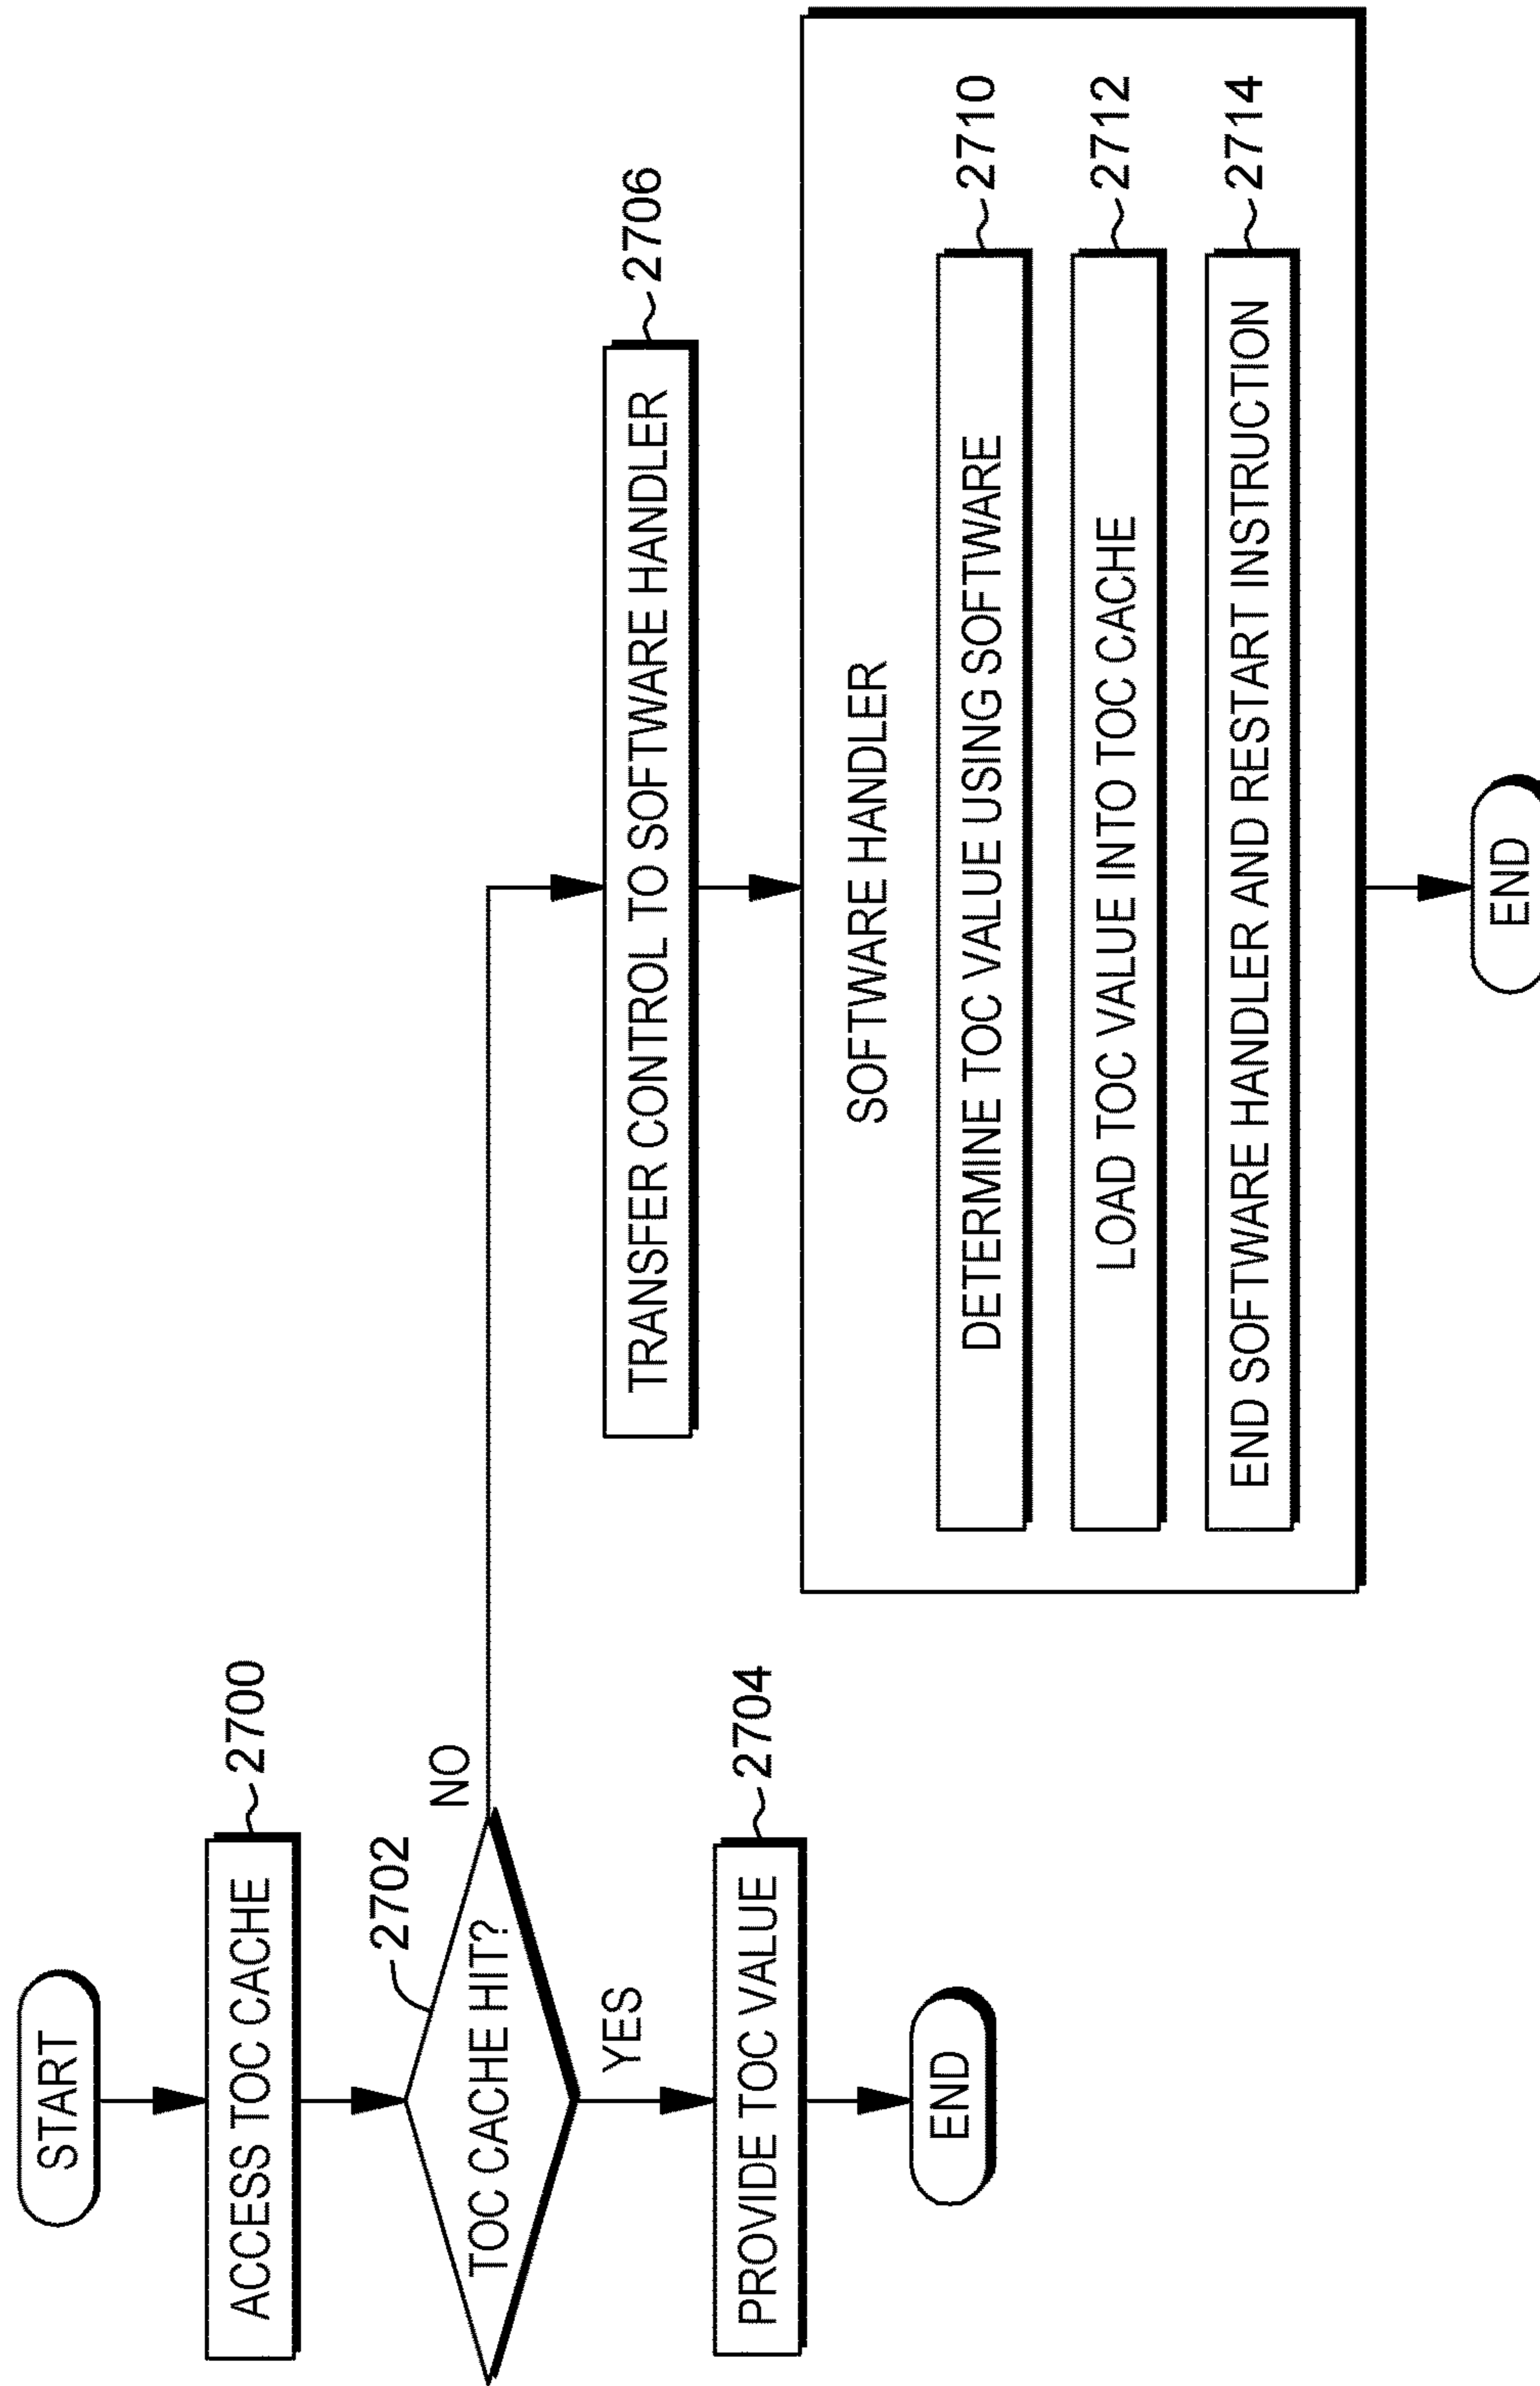 START
ACCESS TOC CACHE
2700
TOC CACHE HIT?
2702
NO
YES
PROVIDE TOC VALUE
2704
END
TRANSFER CONTROL TO SOFTWARE HANDLER
2706
SOFTWARE HANDLER
DETERMINE TOC VALUE USING SOFTWARE
2710
LOAD TOC VALUE INTO TOC CACHE
2712
END SOFTWARE HANDLER AND RESTART INSTRUCTION
2714
END